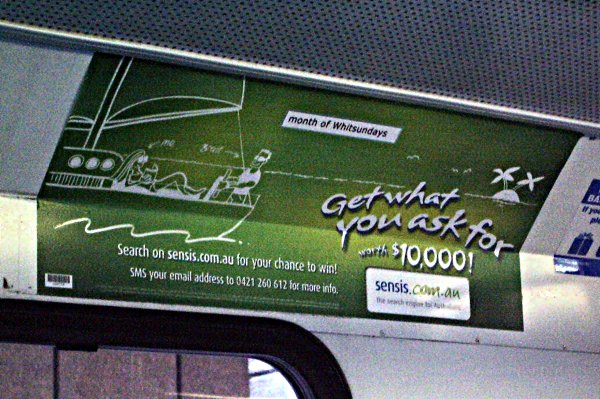 month of Whitsundays
me
Get what
you ask for
worth $10,000!
Search on sensis.com.au for your chance to win!
SMS your email address to 0421 260 612 for more info.
sensis.com.au
The search engine for Australians
BA